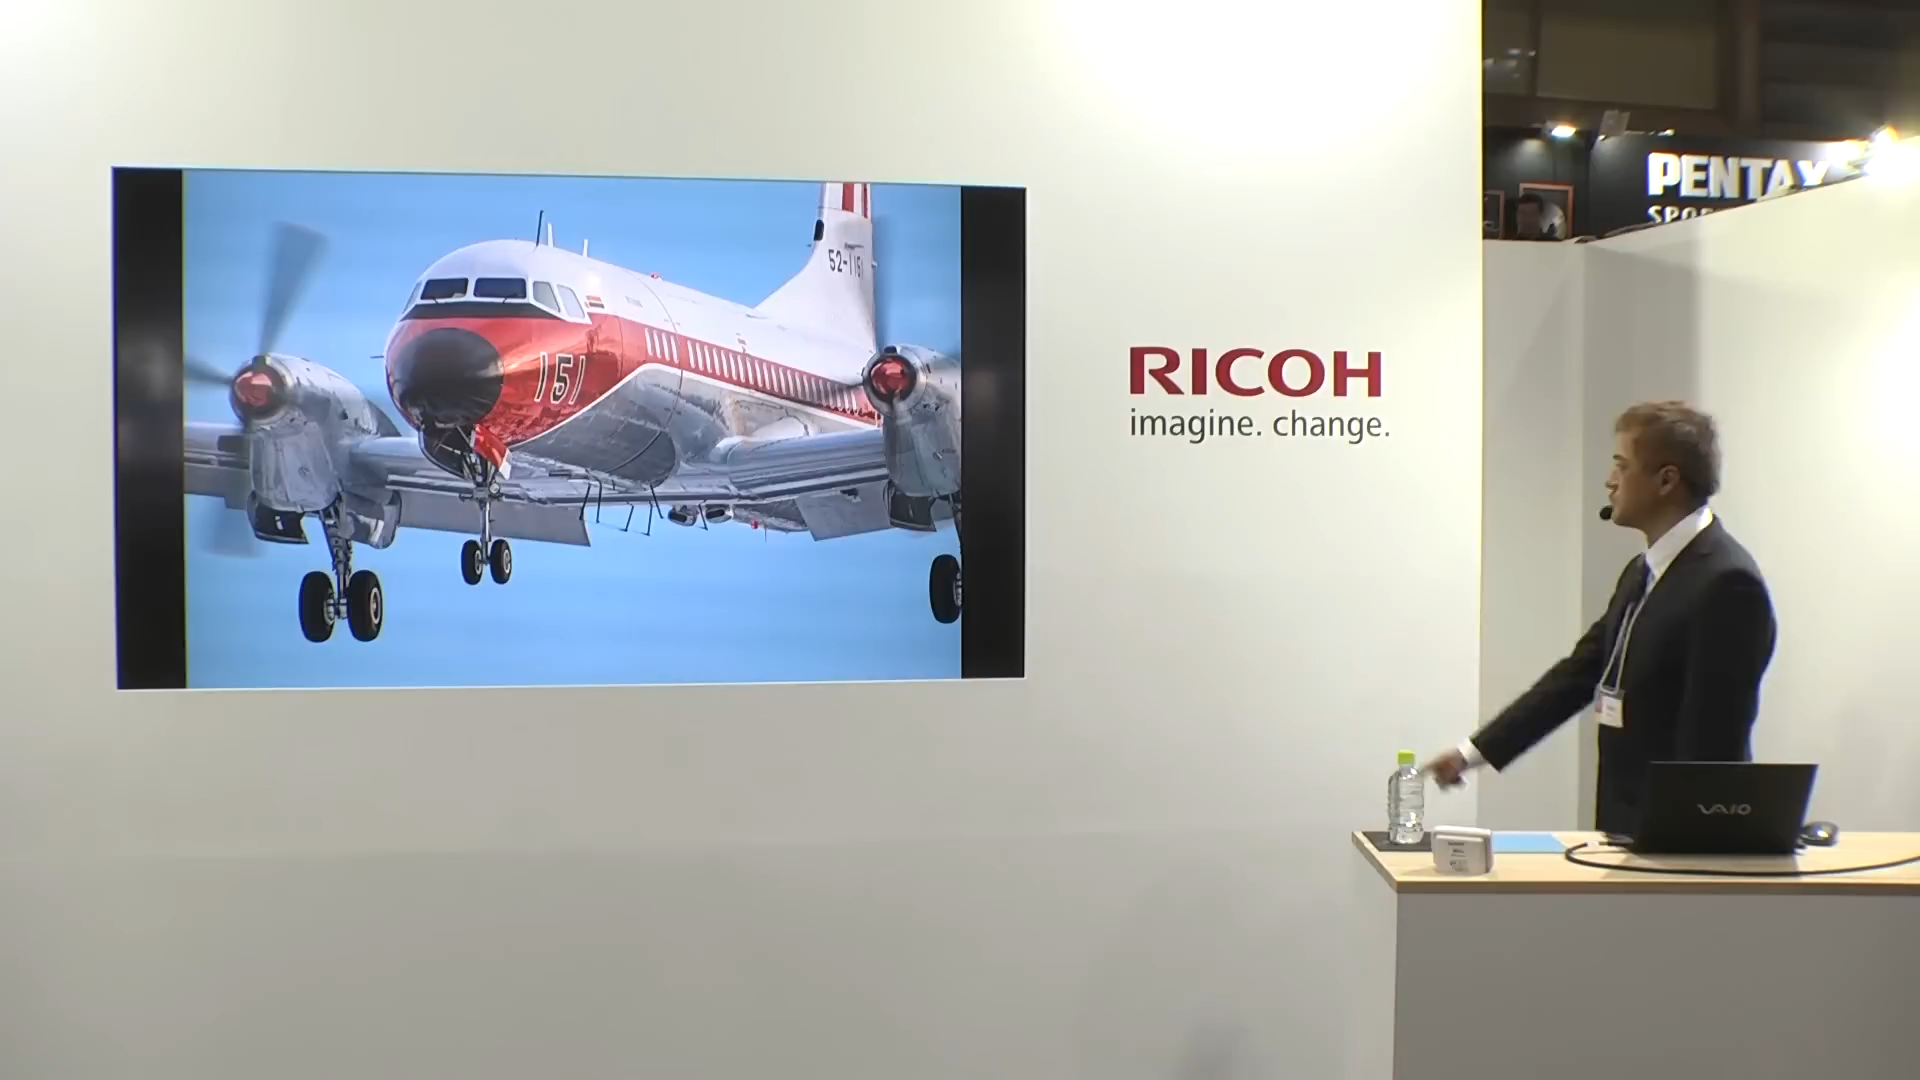 52-1151
151
RICOH
imagine. change.
PENTAX
VAIO